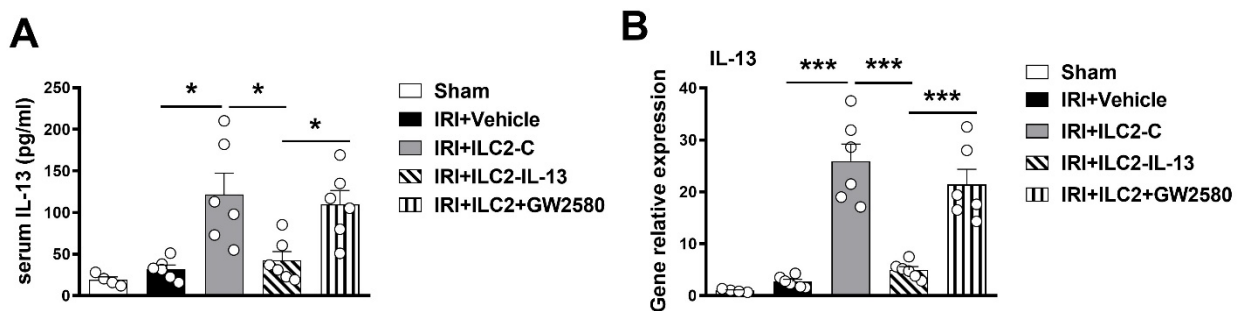 A
serum IL-13 (pg/ml)
250
200
150
100
50
0
* * *
Sham
IRI+Vehicle
IRI+ILC2-C
IRI+ILC2-IL-13
IRI+ILC2+GW2580
B
IL-13
Gene relative expression
40
30
20
10
0
*** *** ***
Sham
IRI+Vehicle
IRI+ILC2-C
IRI+ILC2-IL-13
IRI+ILC2+GW2580